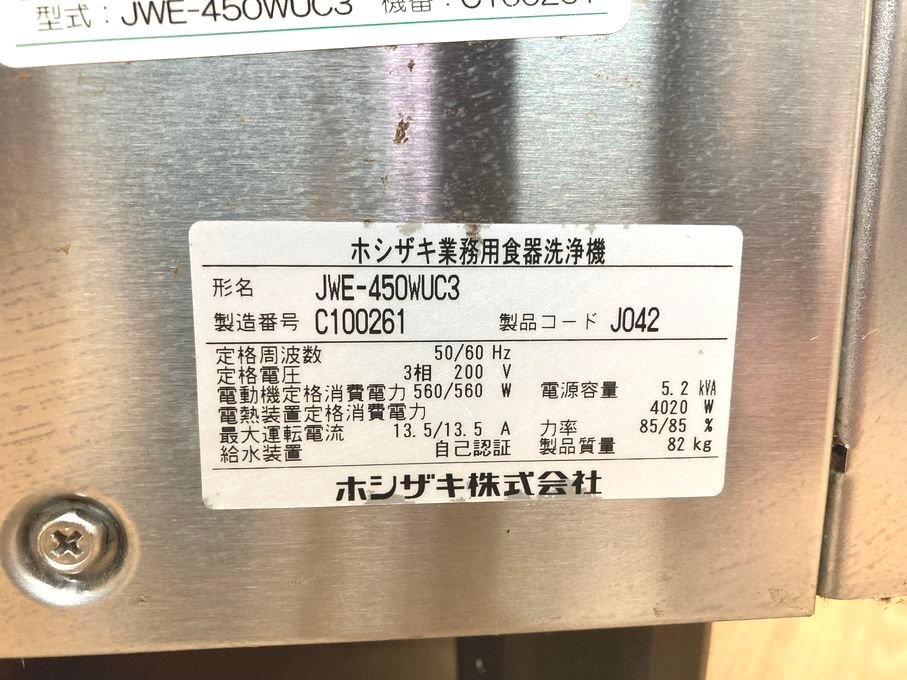 型式：JWE-450WUC3 機番：C100261
ホシザキ業務用食器洗浄機
形名 JWE-450WUC3
製造番号 C100261 製品コード J042
定格周波数 50/60 Hz
定格電圧 3相 200 V
電動機定格消費電力 560/560 W 電源容量 5.2 kVA
電熱装置定格消費電力 4020 W
最大運転電流 13.5/13.5 A 力率 85/85 %
給水装置 自己認証 製品質量 82 kg
ホシザキ株式会社